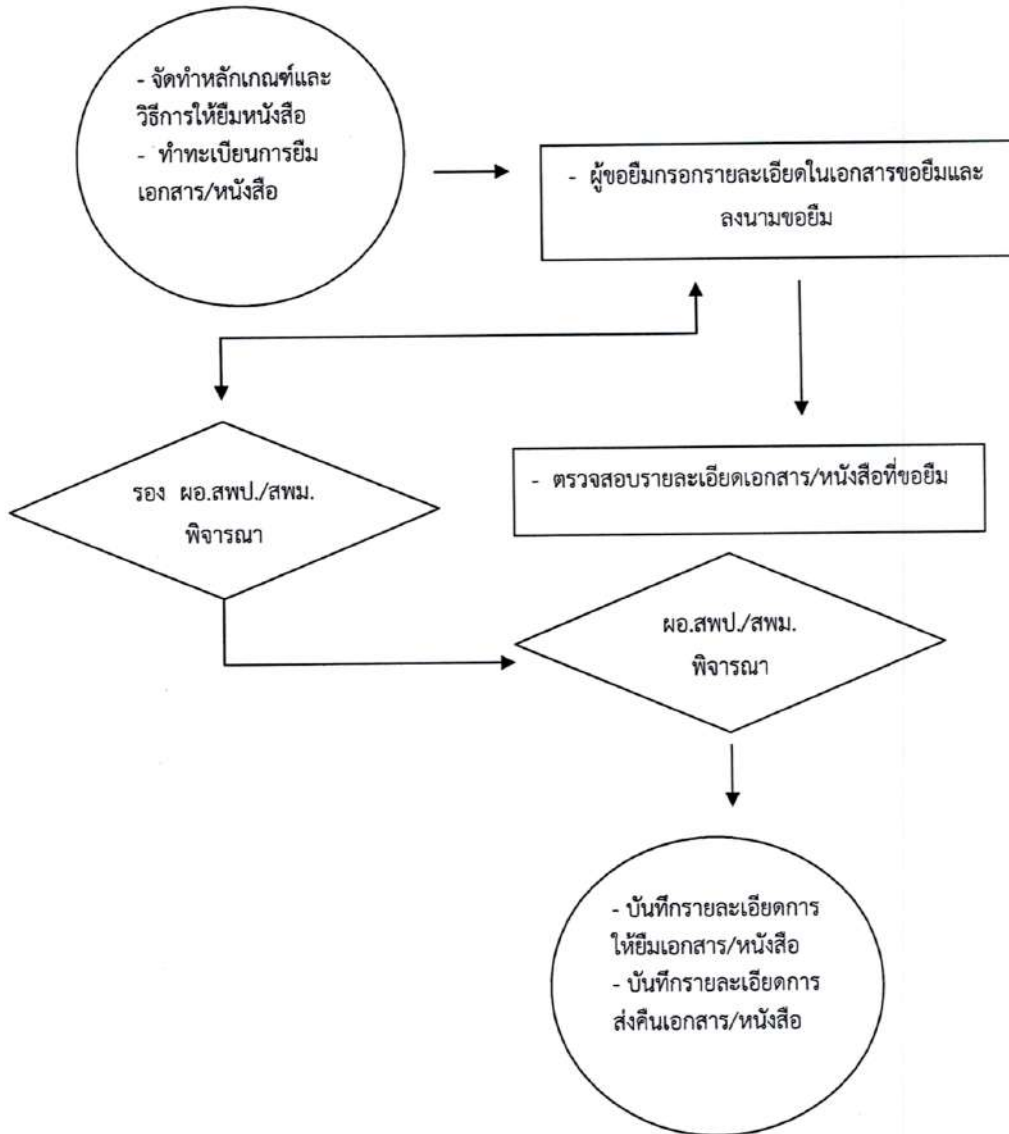 - จัดทำหลักเกณฑ์และ
วิธีการให้ยืมหนังสือ
- ทำทะเบียนการยืม
เอกสาร/หนังสือ
- ผู้ขอยืมกรอกรายละเอียดในเอกสารขอยืมและ
ลงนามขอยืม
รอง ผอ.สพป./สพม.
พิจารณา
- ตรวจสอบรายละเอียดเอกสาร/หนังสือที่ขอยืม
ผอ.สพป./สพม.
พิจารณา
- บันทึกรายละเอียดการ
ให้ยืมเอกสาร/หนังสือ
- บันทึกรายละเอียดการ
ส่งคืนเอกสาร/หนังสือ